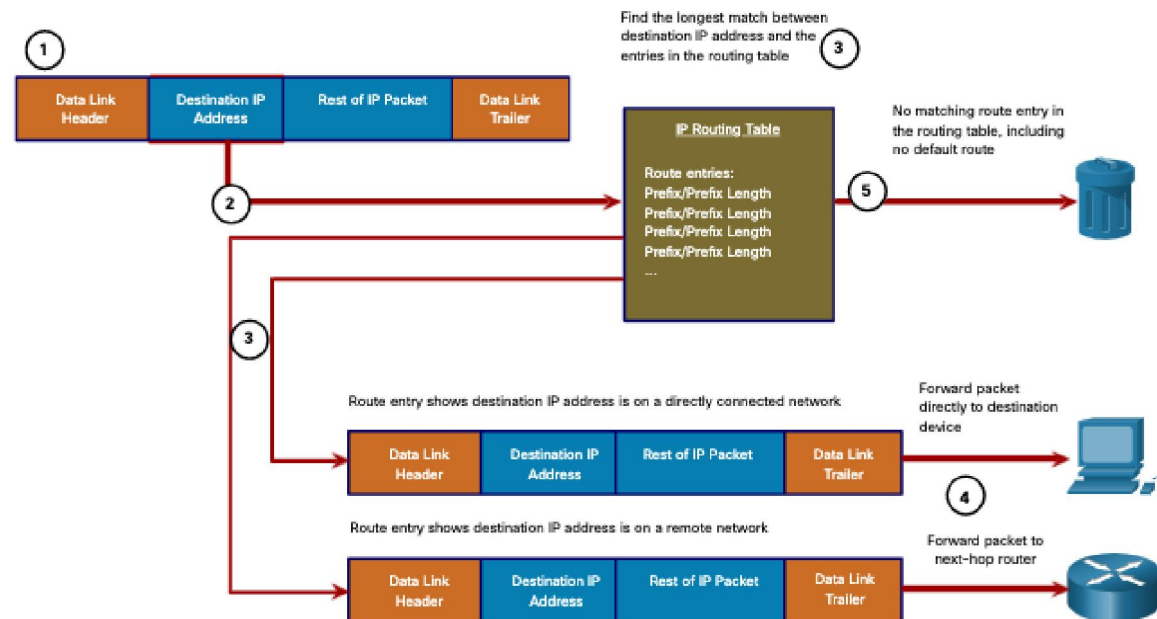 Find the longest match between
destination IP address and the
entries in the routing table
3
1
Data Link
Header
Destination IP
Address
Rest of IP Packet
Data Link
Trailer
2
IP Routing Table
Route entries:
Prefix/Prefix Length
Prefix/Prefix Length
Prefix/Prefix Length
Prefix/Prefix Length
...
No matching route entry in
the routing table, including
no default route
5
3
Route entry shows destination IP address is on a directly connected network
Data Link
Header
Destination IP
Address
Rest of IP Packet
Data Link
Trailer
Forward packet
directly to destination
device
4
Route entry shows destination IP address is on a remote network
Data Link
Header
Destination IP
Address
Rest of IP Packet
Data Link
Trailer
Forward packet to
next-hop router